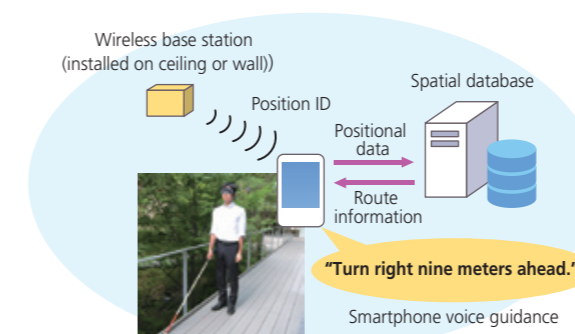 Wireless base station
(installed on ceiling or wall))
Position ID
Spatial database
Positional
data
Route
information
“Turn right nine meters ahead.”
Smartphone voice guidance